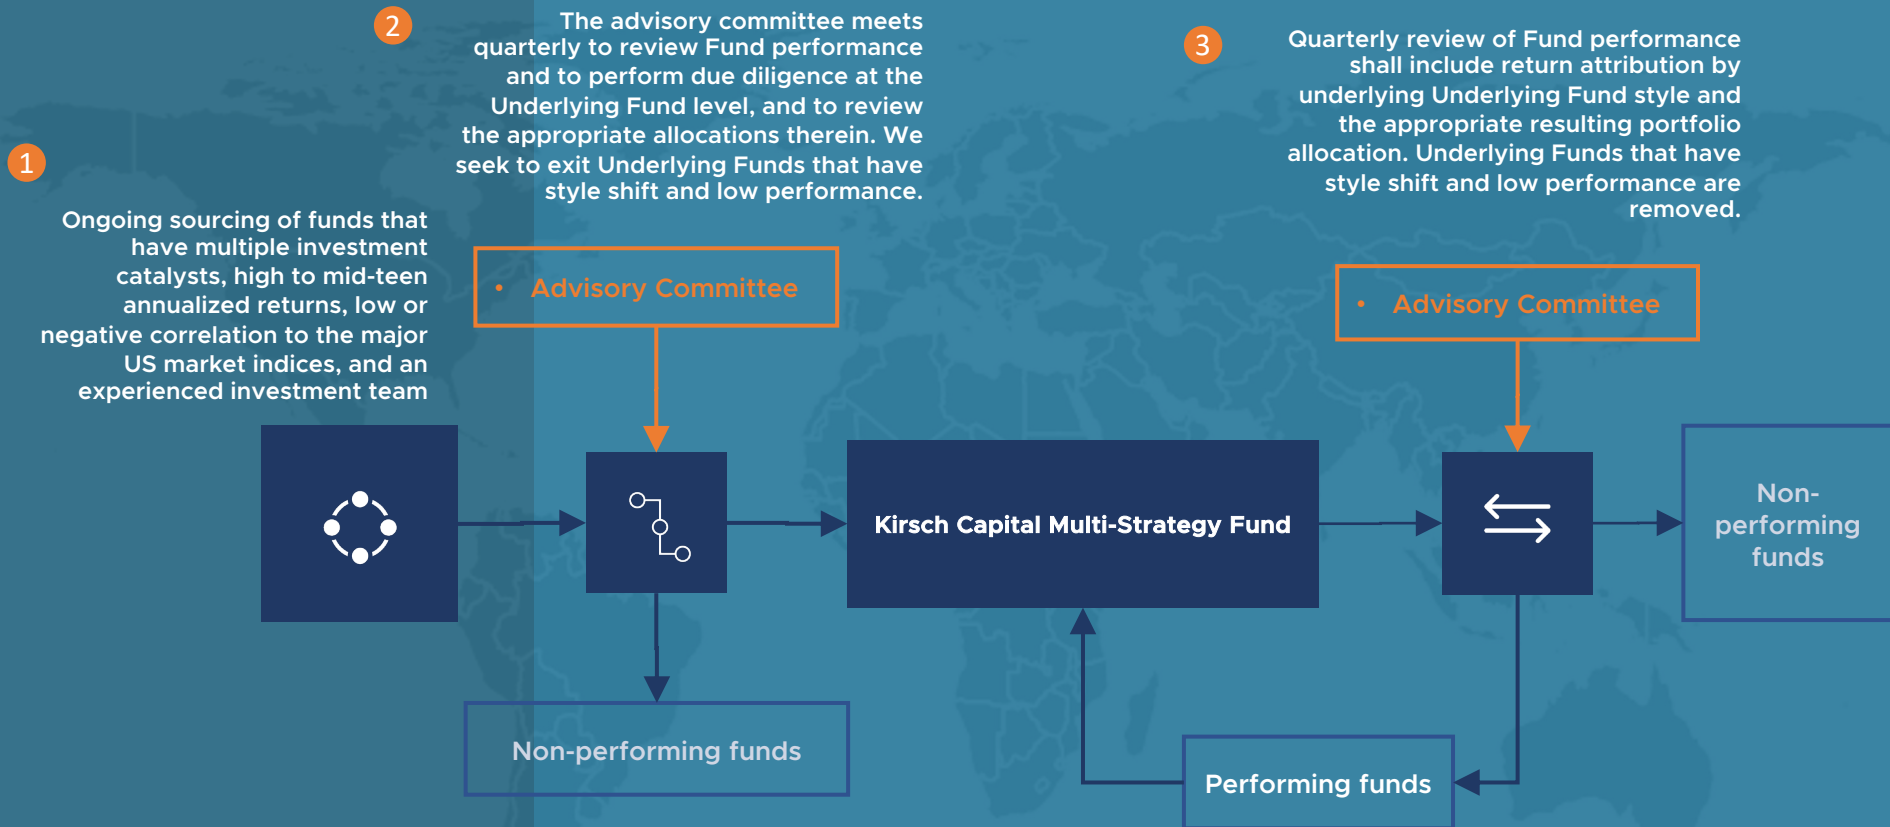 1
Ongoing sourcing of funds that
have multiple investment
catalysts, high to mid-teen
annualized returns, low or
negative correlation to the major
US market indices, and an
experienced investment team
2
The advisory committee meets
quarterly to review Fund performance
and to perform due diligence at the
Underlying Fund level, and to review
the appropriate allocations therein. We
seek to exit Underlying Funds that have
style shift and low performance.
3
Quarterly review of Fund performance
shall include return attribution by
underlying Underlying Fund style and
the appropriate resulting portfolio
allocation. Underlying Funds that have
style shift and low performance are
removed.
• Advisory Committee
• Advisory Committee
Kirsch Capital Multi-Strategy Fund
Non-
performing
funds
Non-performing funds
Performing funds